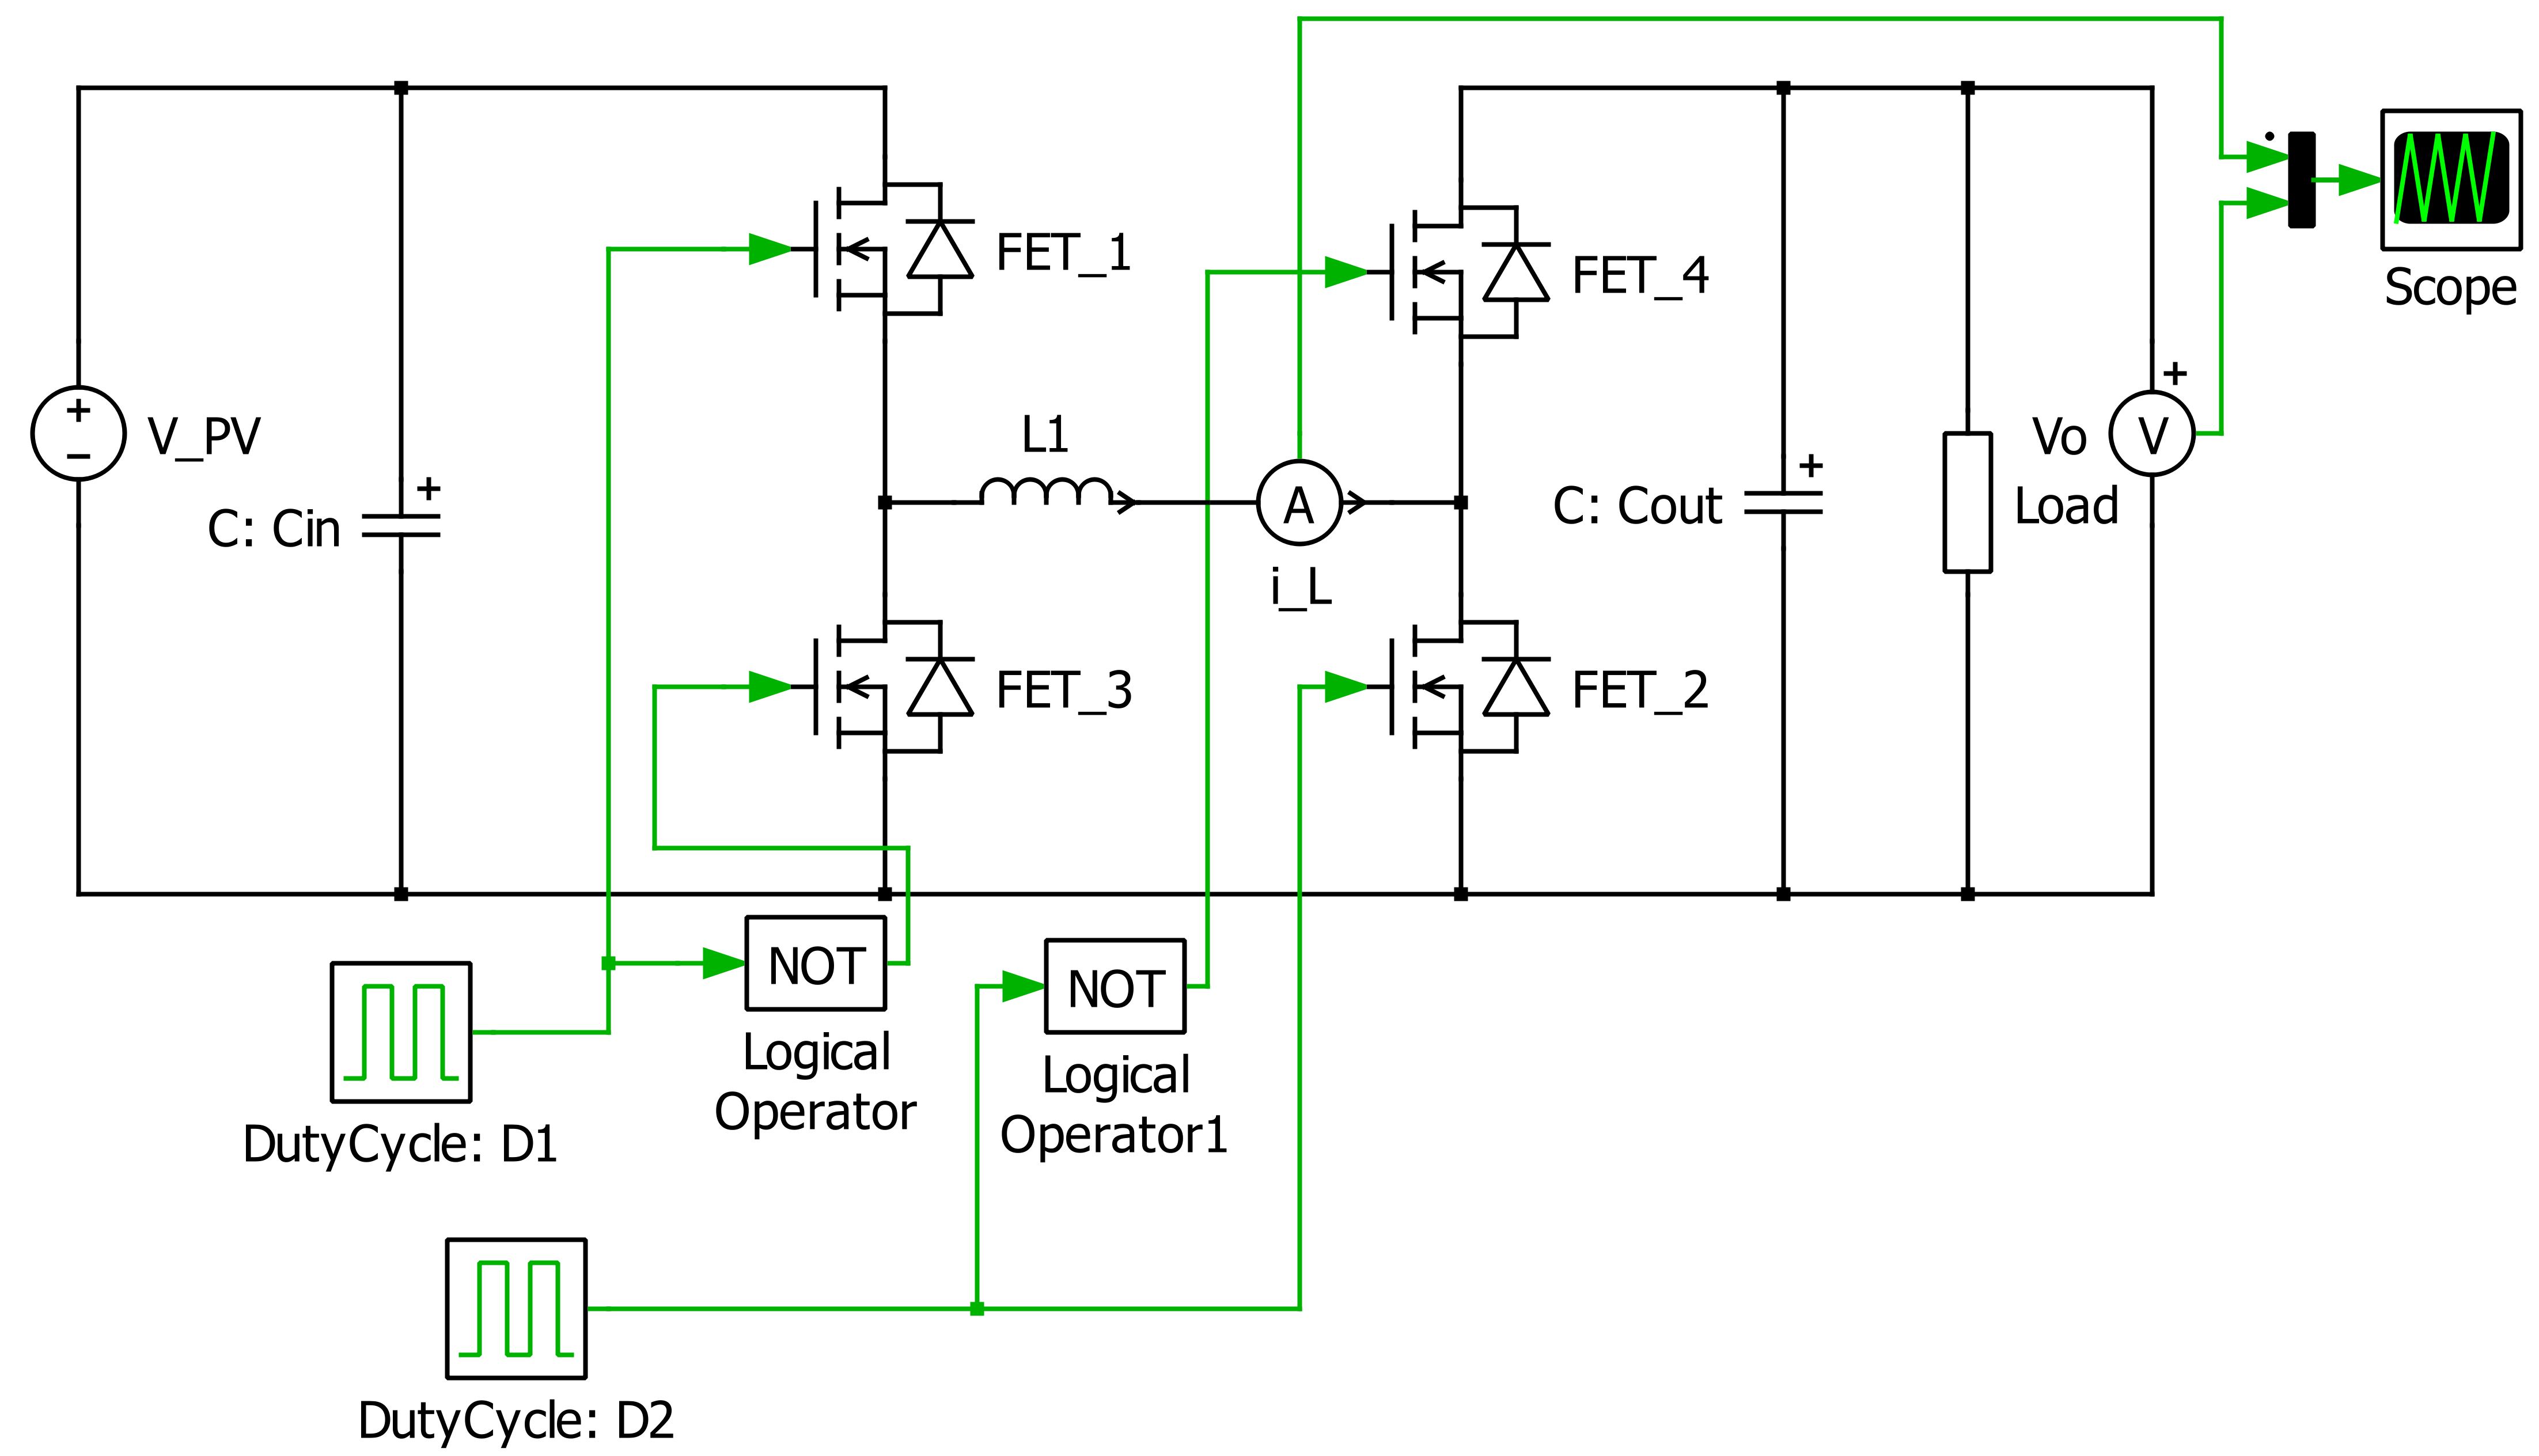 FET_1
FET_4
Scope
+
V_PV
L1
Vo
V
+
+
C: Cin
A
+
C: Cout
Load
i_L
FET_3
FET_2
NOT
NOT
Logical
Operator
Logical
Operator1
DutyCycle: D1
DutyCycle: D2